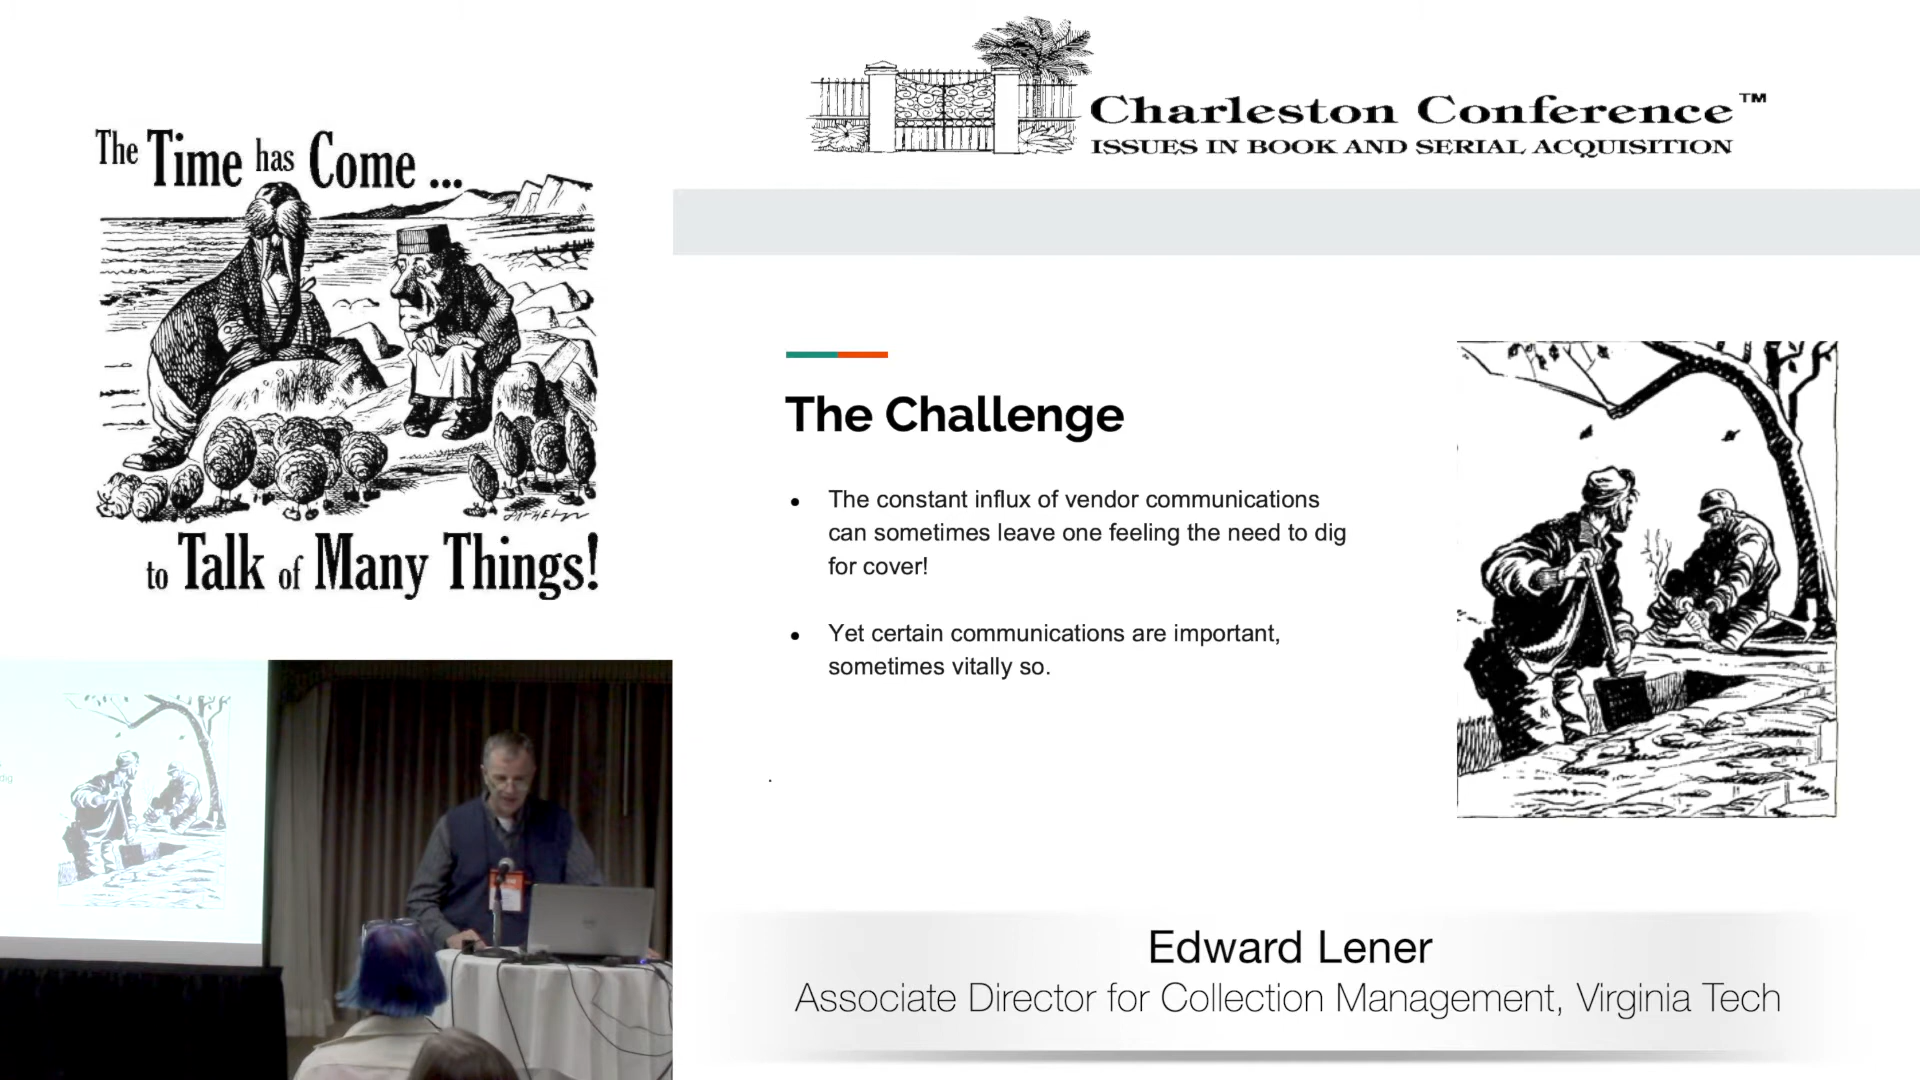 The Time has Come ...
to Talk of Many Things!
Charleston Conference™
ISSUES IN BOOK AND SERIAL ACQUISITION
The Challenge
• The constant influx of vendor communications
can sometimes leave one feeling the need to dig
for cover!
• Yet certain communications are important,
sometimes vitally so.
.
dig
Edward Lener
Associate Director for Collection Management, Virginia Tech